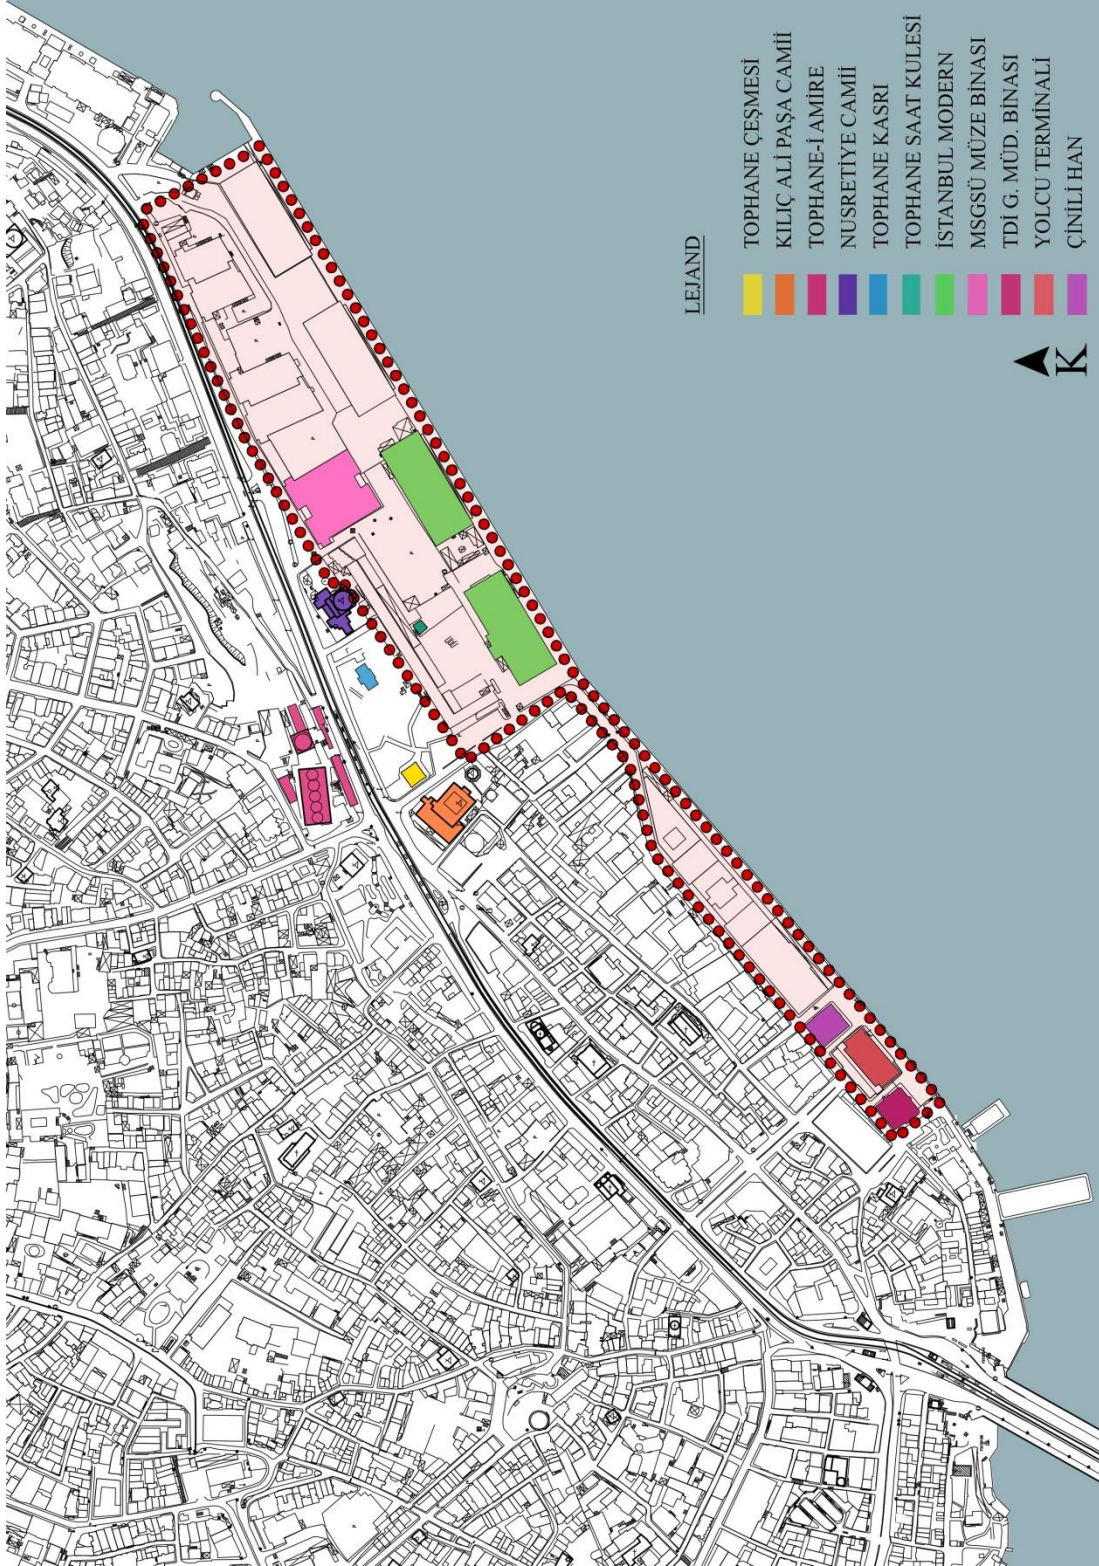 LEJAND
TOPHANE ÇEŞMESİ
KILIÇ ALİ PAŞA CAMİİ
TOPHANE-İ AMİRE
NUSRETİYE CAMİİ
TOPHANE KASRI
TOPHANE SAAT KULESİ
İSTANBUL MODERN
MSGSÜ MÜZE BİNASI
TDİ G. MÜD. BİNASI
YOLCU TERMİNALİ
ÇİNİLİ HAN
K